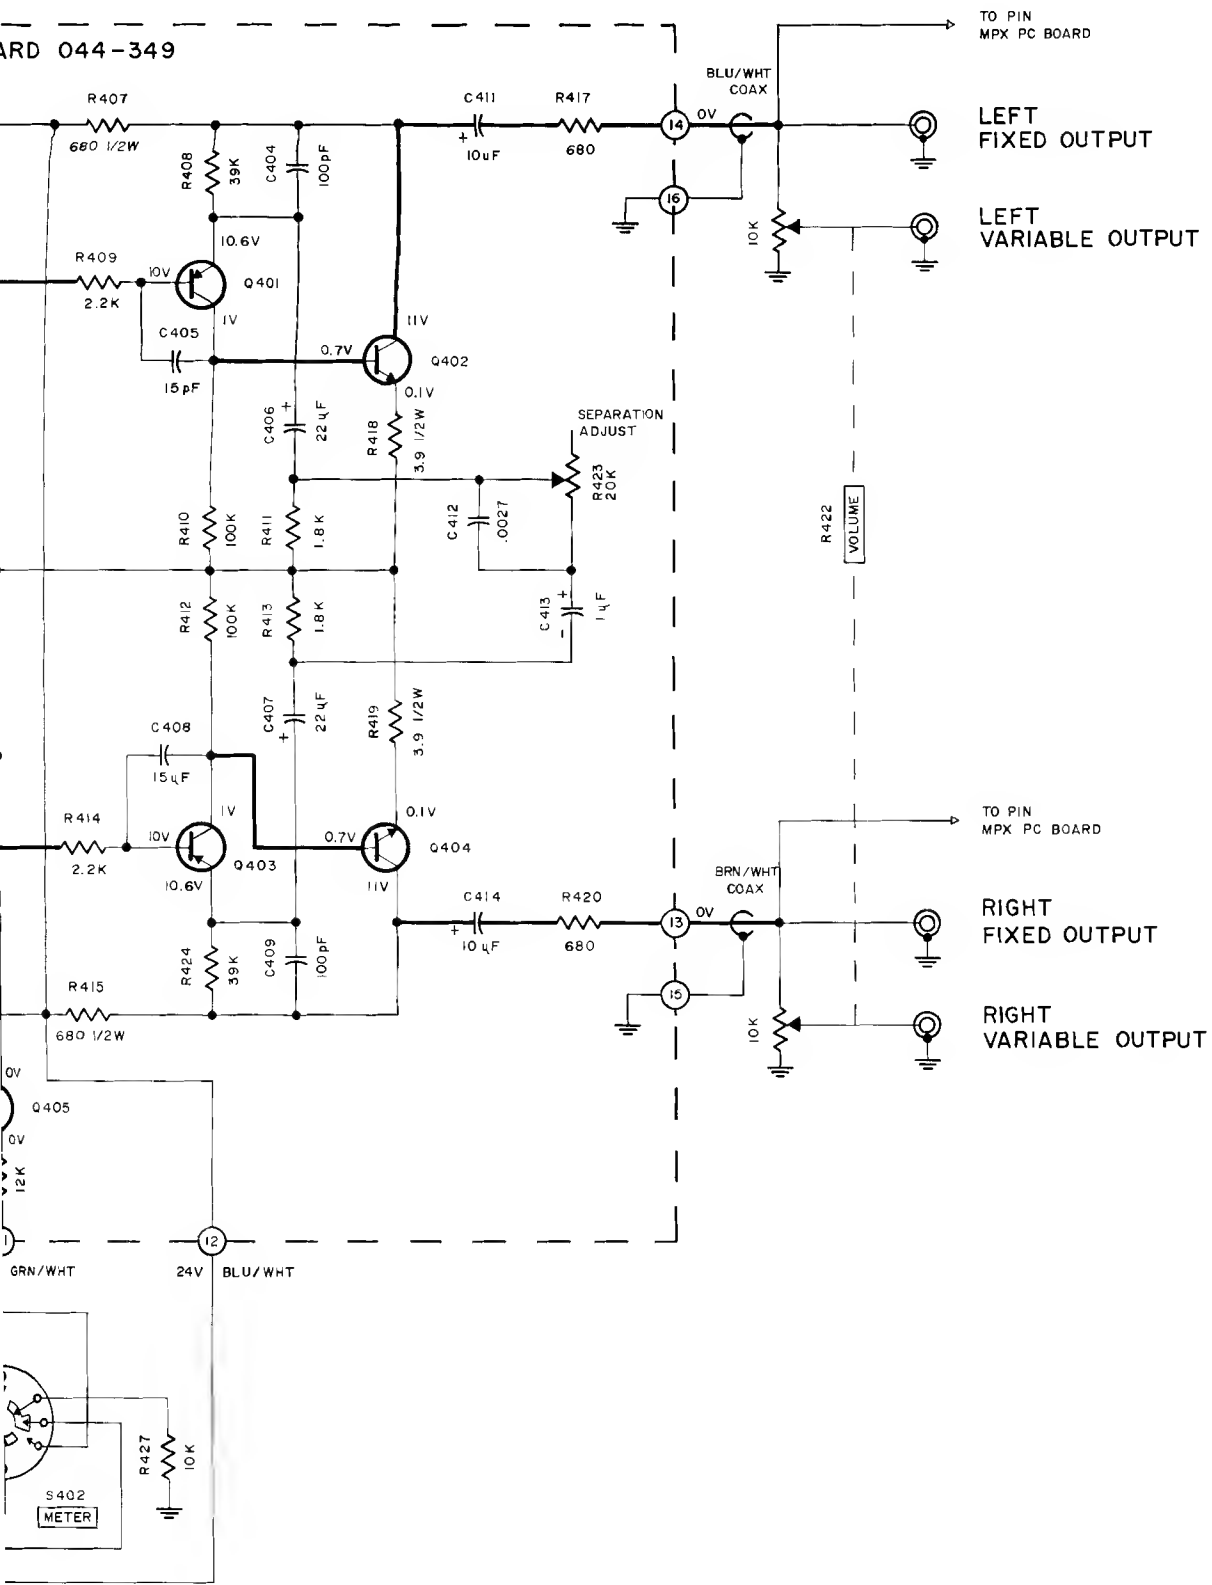 TO PIN
MPX PC BOARD
ARD 044-349
BLU/WHT
COAX
R407
680 1/2W
C411
+
10uF
R417
680
14
0V
LEFT
FIXED OUTPUT
R408
39K
C404
100pF
16
10K
LEFT
VARIABLE OUTPUT
10.6V
R409
2.2K
10V
Q401
1V
C405
15pF
11V
0.7V
Q402
0.1V
C406
+
22uF
R418
3.9 1/2W
SEPARATION
ADJUST
R423
20K
R410
100K
R411
1.8K
C412
.0027
R422
VOLUME
R412
100K
R413
1.8K
C413
+
-
1uF
C407
+
22uF
R419
3.9 1/2W
C408
15uF
R414
2.2K
10V
1V
Q403
10.6V
0.1V
0.7V
Q404
11V
TO PIN
MPX PC BOARD
BRN/WHT
COAX
C414
+
10uF
R420
680
13
0V
RIGHT
FIXED OUTPUT
R424
39K
C409
100pF
15
R415
680 1/2W
10K
RIGHT
VARIABLE OUTPUT
0V
Q405
0V
12K
1
12
GRN/WHT
24V
BLU/WHT
R427
10K
S402
METER